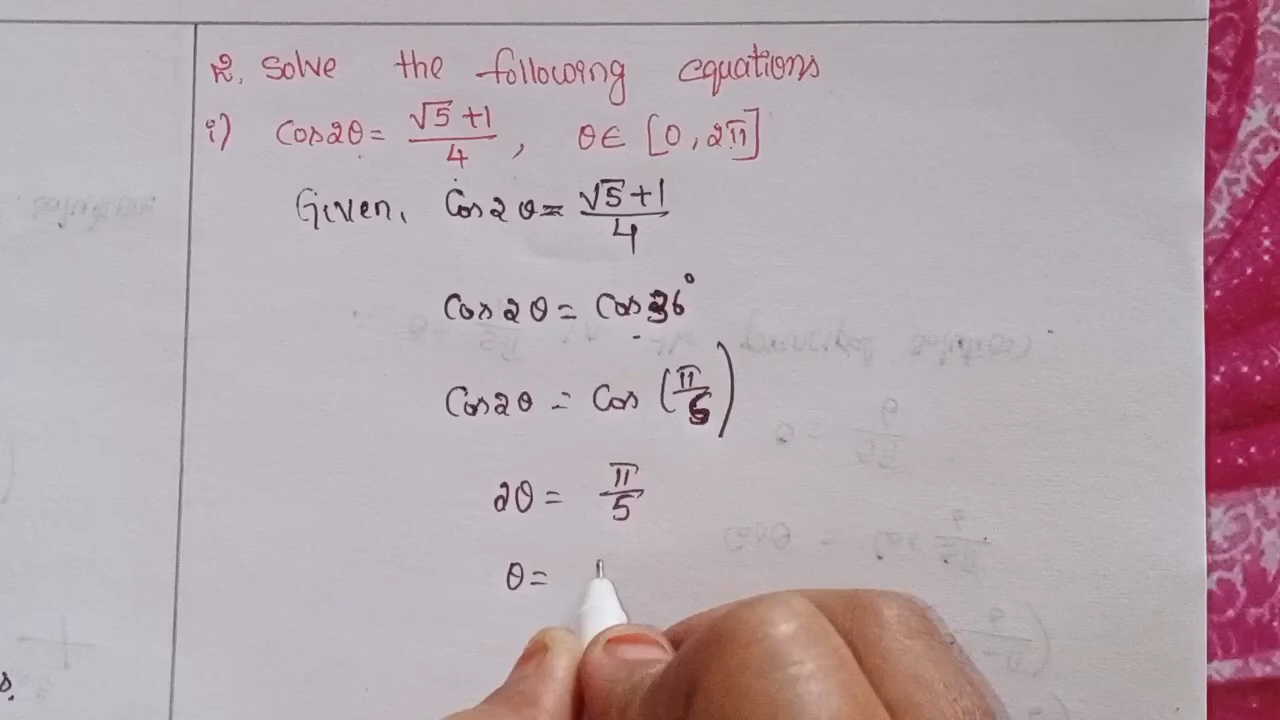 2. Solve the following equations
i) Cos2θ = √5+1/4, θ∈ [0, 2π]
Given, Cos2θ = √5+1/4
Cos2θ = Cos36°
Cos2θ = Cos (π/5)
2θ = π/5
θ =